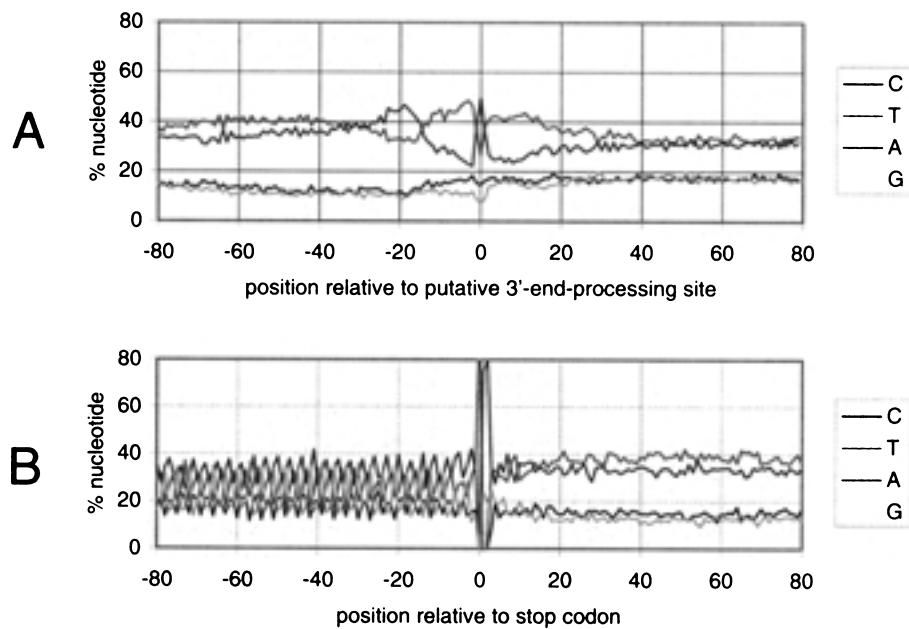 A
% nucleotide
80
60
40
20
0
-80 -60 -40 -20 0 20 40 60 80
position relative to putative 3'-end-processing site
C
T
A
G
B
% nucleotide
80
60
40
20
0
-80 -60 -40 -20 0 20 40 60 80
position relative to stop codon
C
T
A
G